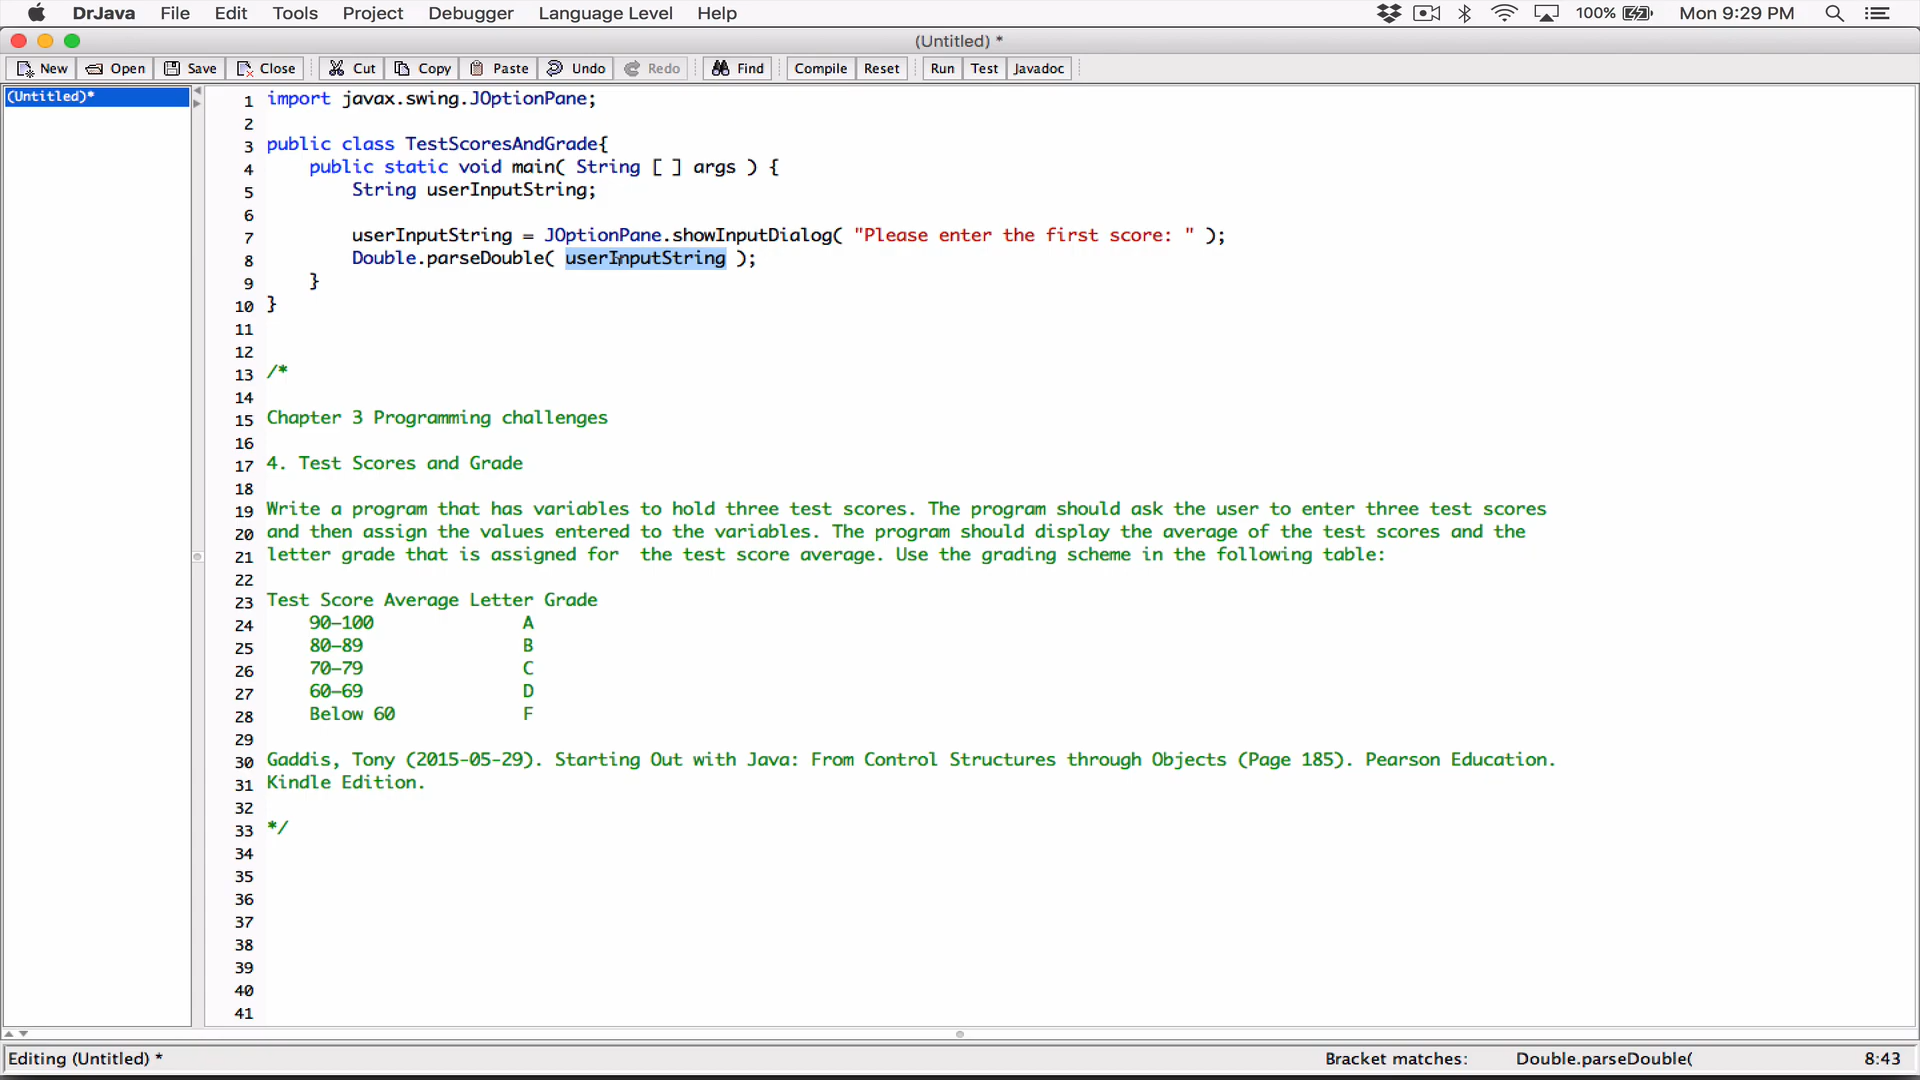 DrJava File Edit Tools Project Debugger Language Level Help 100% Mon 9:29 PM
(Untitled) *
New Open Save Close Cut Copy Paste Undo Redo Find Compile Reset Run Test Javadoc
(Untitled)*
1 import javax.swing.JOptionPane;
2
3 public class TestScoresAndGrade{
4 public static void main( String [ ] args ) {
5 String userInputString;
6
7 userInputString = JOptionPane.showInputDialog( "Please enter the first score: " );
8 Double.parseDouble( userInputString );
9 }
10 }
11
12
13 /*
14
15 Chapter 3 Programming challenges
16
17 4. Test Scores and Grade
18
19 Write a program that has variables to hold three test scores. The program should ask the user to enter three test scores
20 and then assign the values entered to the variables. The program should display the average of the test scores and the
21 letter grade that is assigned for  the test score average. Use the grading scheme in the following table:
22
23 Test Score Average Letter Grade
24 90-100 A
25 80-89 B
26 70-79 C
27 60-69 D
28 Below 60 F
29
30 Gaddis, Tony (2015-05-29). Starting Out with Java: From Control Structures through Objects (Page 185). Pearson Education.
31 Kindle Edition.
32
33 */
34
35
36
37
38
39
40
41
Editing (Untitled) * Bracket matches: Double.parseDouble( 8:43